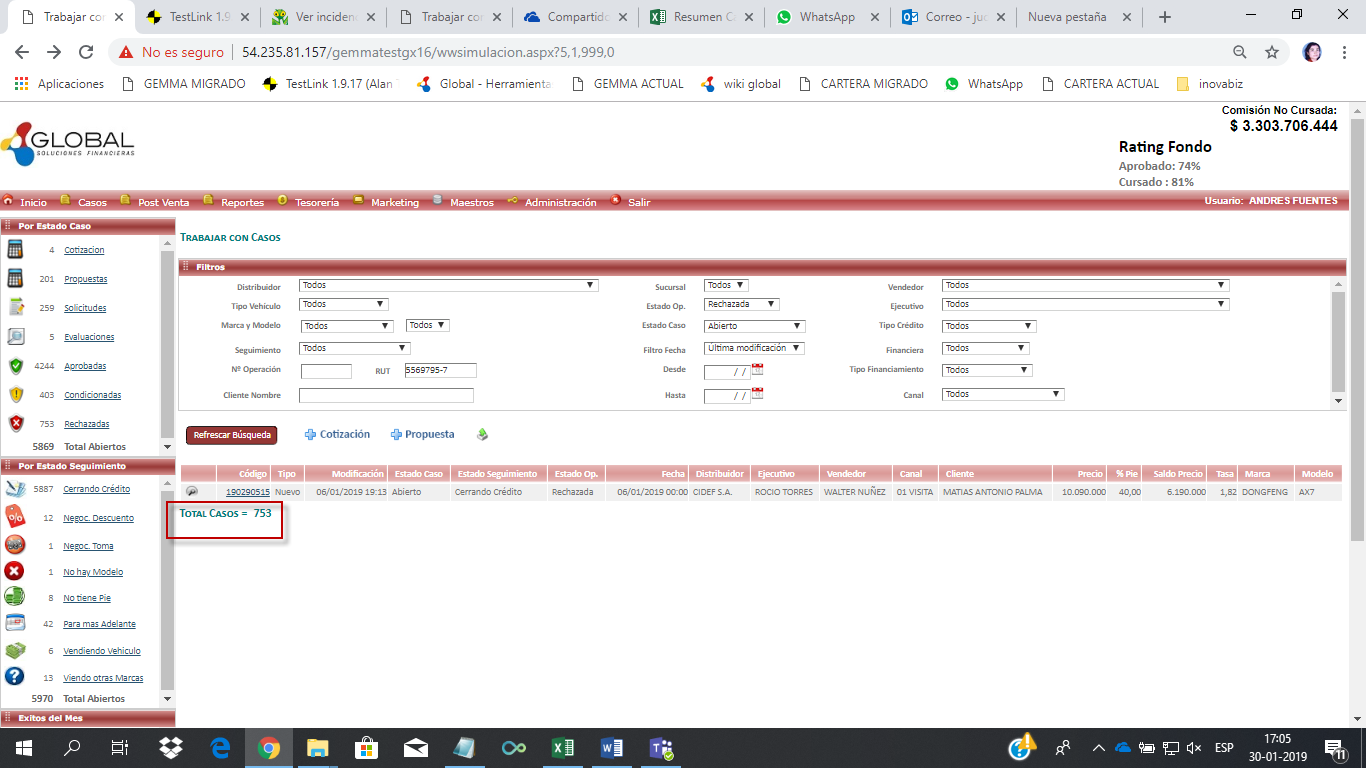 Trabajar con
TestLink 1.9
Ver inciden
Trabajar con
Compartido
Resumen C
WhatsApp
Correo - juc
Nueva pestaña
No es seguro | 54.235.81.157/gemmatestgx16/wwsimulacion.aspx?5,1,999,0
Aplicaciones GEMMA MIGRADO TestLink 1.9.17 (Alan Global - Herramienta GEMMA ACTUAL wiki global CARTERA MIGRADO WhatsApp CARTERA ACTUAL inovabiz
GLOBAL
SOLUCIONES FINANCIERAS
Comisión No Cursada:
$ 3.303.706.444
Rating Fondo
Aprobado: 74%
Cursado : 81%
Inicio Casos Post Venta Reportes Tesorería Marketing Maestros Administración Salir Usuario: ANDRES FUENTES
Por Estado Caso
4 Cotizacion
201 Propuestas
259 Solicitudes
5 Evaluaciones
4244 Aprobadas
403 Condicionadas
753 Rechazadas
5869 Total Abiertos
Por Estado Seguimiento
5887 Cerrando Crédito
12 Negoc. Descuento
1 Negoc. Toma
1 No hay Modelo
8 No tiene Pie
42 Para mas Adelante
6 Vendiendo Vehiculo
13 Viendo otras Marcas
5970 Total Abiertos
Exitos del Mes
TRABAJAR CON CASOS
Filtros
Distribuidor Todos Sucursal Todos Vendedor Todos
Tipo Vehículo Todos Estado Op. Rechazada Ejecutivo Todos
Marca y Modelo Todos Todos Estado Caso Abierto Tipo Crédito Todos
Seguimiento Todos Filtro Fecha Última modificación Financiera Todos
Nº Operación RUT 5569795-7 Desde / / Tipo Financiamiento Todos
Cliente Nombre Hasta / / Canal Todos
Refrescar Búsqueda Cotización Propuesta
Código Tipo Modificación Estado Caso Estado Seguimiento Estado Op. Fecha Distribuidor Ejecutivo Vendedor Canal Cliente Precio % Pie Saldo Precio Tasa Marca Modelo
190290515 Nuevo 06/01/2019 19:13 Abierto Cerrando Crédito Rechazada 06/01/2019 00:00 CIDEF S.A. ROCIO TORRES WALTER NUÑEZ 01 VISITA MATIAS ANTONIO PALMA 10.090.000 40,00 6.190.000 1,82 DONGFENG AX7
TOTAL CASOS = 753
ESP
17:05
30-01-2019
11